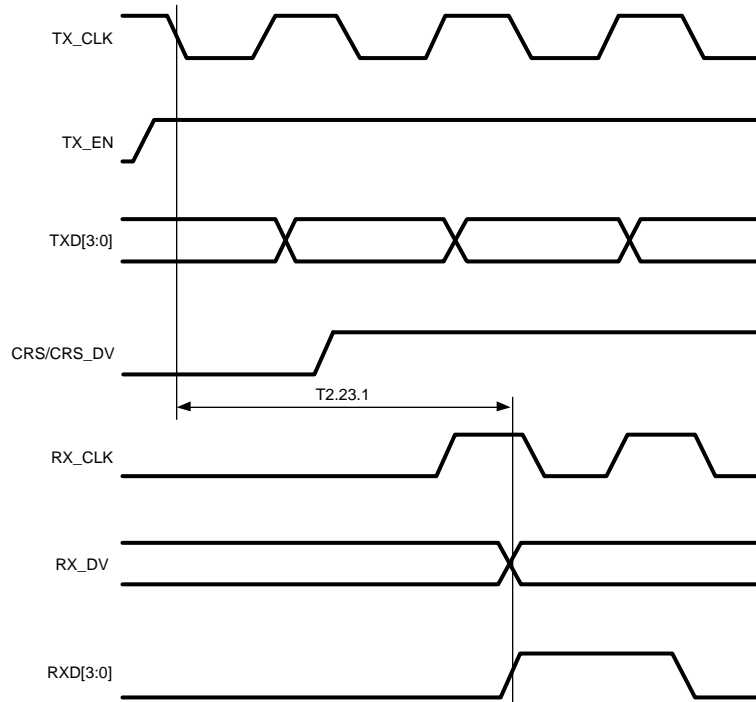 TX_CLK
TX_EN
TXD[3:0]
CRS/CRS_DV
T2.23.1
RX_CLK
RX_DV
RXD[3:0]